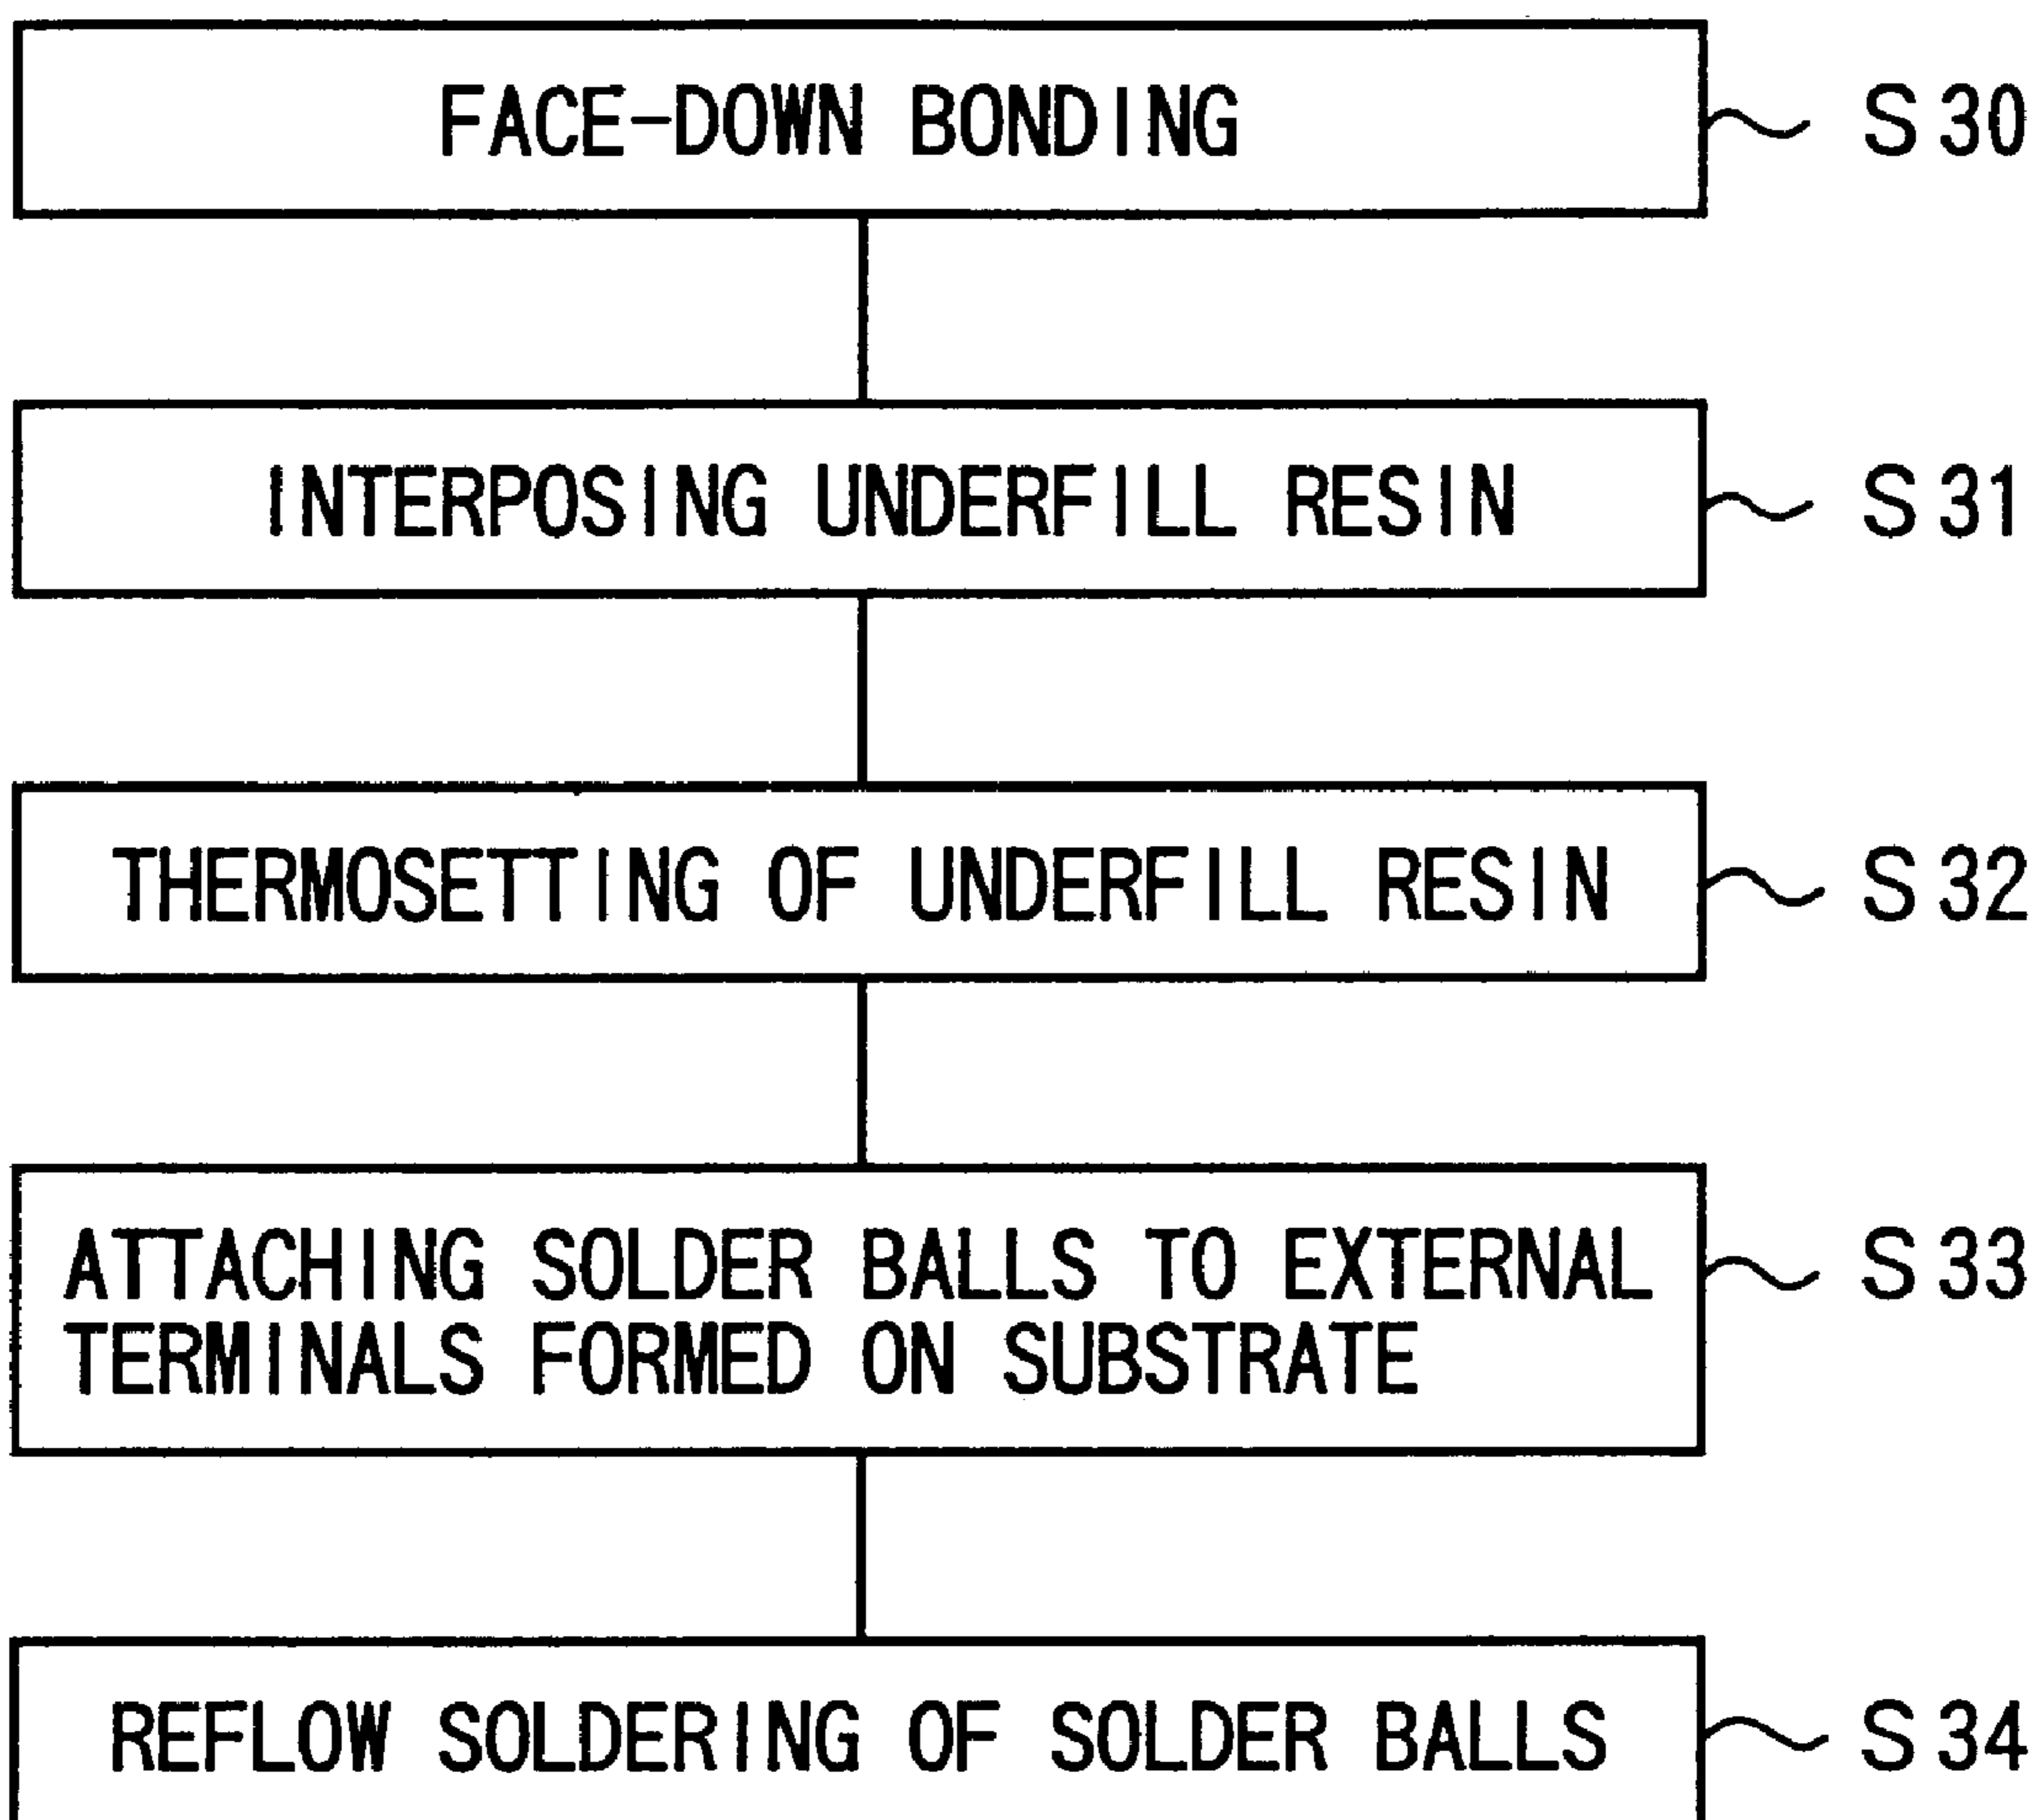 FACE-DOWN BONDING S30
INTERPOSING UNDERFILL RESIN S31
THERMOSETTING OF UNDERFILL RESIN S32
ATTACHING SOLDER BALLS TO EXTERNAL S33
TERMINALS FORMED ON SUBSTRATE
REFLOW SOLDERING OF SOLDER BALLS S34